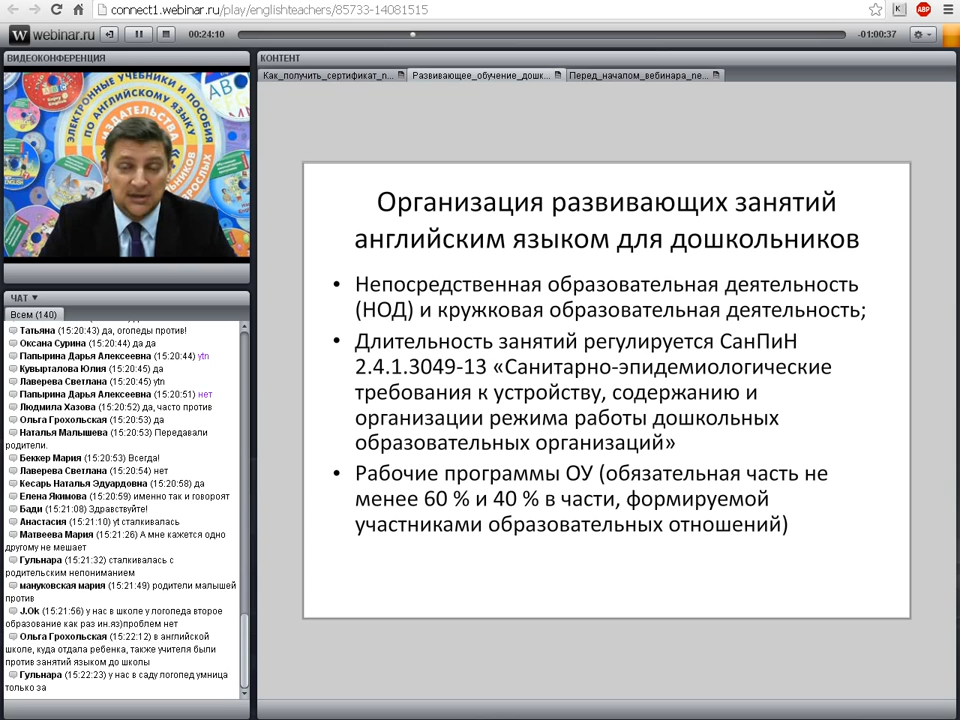 connect1.webinar.ru/play/englishteachers/85733-14081515
webinar.ru
00:24:10
-01:00:37
ВИДЕОКОНФЕРЕНЦИЯ
КОНТЕНТ
Как_получить_сертификат_п...
Развивающее_обучение_дошк...
Перед_началом_вебинара_пе...
ЭЛЕКТРОННЫЕ УЧЕБНИКИ И ПОСОБИЯ
ПО АНГЛИЙСКОМУ ЯЗЫКУ
ИЗДАТЕЛЬСТВА
Организация развивающих занятий
английским языком для дошкольников
• Непосредственная образовательная деятельность
(НОД) и кружковая образовательная деятельность;
• Длительность занятий регулируется СанПиН
2.4.1.3049-13 «Санитарно-эпидемиологические
требования к устройству, содержанию и
организации режима работы дошкольных
образовательных организаций»
• Рабочие программы ОУ (обязательная часть не
менее 60 % и 40 % в части, формируемой
участниками образовательных отношений)
ЧАТ
Всем (140)
Татьяна (15:20:43) да, огопеды против!
Оксана Сурина (15:20:44) да да
Папырина Дарья Алексеевна (15:20:44) ytn
Кувырталова Юлия (15:20:45) да
Лаверева Светлана (15:20:45) ytn
Папырина Дарья Алексеевна (15:20:51) нет
Людмила Хазова (15:20:52) да, часто против
Ольга Грохольская (15:20:53) да
Наталья Малышева (15:20:53) Передавали
родители.
Беккер Мария (15:20:53) Всегда!
Лаверева Светлана (15:20:54) нет
Кесарь Наталья Эдуардовна (15:20:58) да
Елена Якимова (15:20:59) именно так и говорят
Бади (15:21:08) Здравствуйте!
Анастасия (15:21:10) yt сталкивалась
Матвеева Мария (15:21:26) А мне кажется одно
другому не мешает
Гульнара (15:21:32) сталкивалась с
родительским непониманием
мануковская мария (15:21:49) родители малышей
против
J.Ok (15:21:56) у нас в школе у логопеда второе
образование как раз ин.яз)проблем нет
Ольга Грохольская (15:22:12) в английской
школе, куда отдала ребенка, также учителя были
против занятий языком до школы
Гульнара (15:22:23) у нас в саду логопед умница
только за